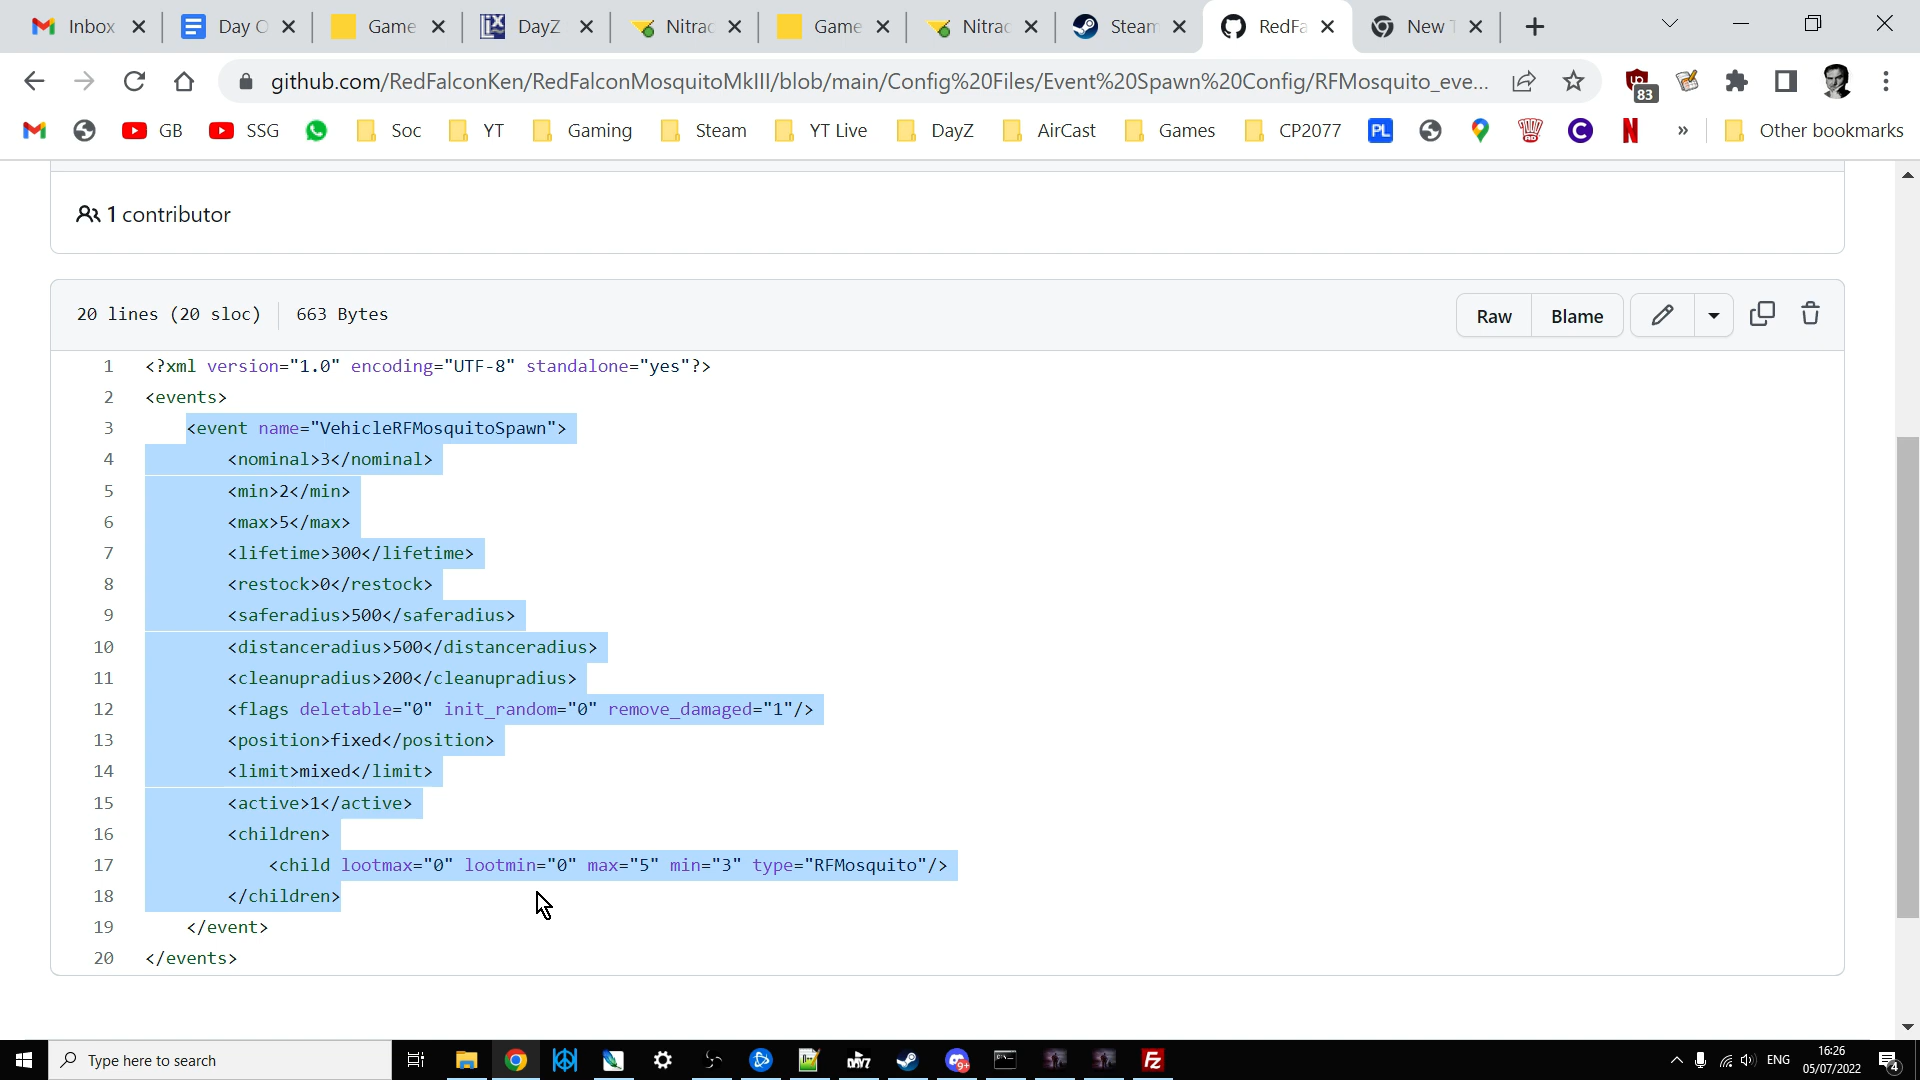 Inbox
Day O
Game
DayZ
Nitrac
Game
Nitrac
Steam
RedFa
New T
github.com/RedFalconKen/RedFalconMosquitoMkIII/blob/main/Config%20Files/Event%20Spawn%20Config/RFMosquito_eve...
83
GB
SSG
Soc
YT
Gaming
Steam
YT Live
DayZ
AirCast
Games
CP2077
PL
»
Other bookmarks
1 contributor
20 lines (20 sloc)
663 Bytes
Raw
Blame
1 <?xml version="1.0" encoding="UTF-8" standalone="yes"?>
2 <events>
3 <event name="VehicleRFMosquitoSpawn">
4 <nominal>3</nominal>
5 <min>2</min>
6 <max>5</max>
7 <lifetime>300</lifetime>
8 <restock>0</restock>
9 <saferadius>500</saferadius>
10 <distanceradius>500</distanceradius>
11 <cleanupradius>200</cleanupradius>
12 <flags deletable="0" init_random="0" remove_damaged="1"/>
13 <position>fixed</position>
14 <limit>mixed</limit>
15 <active>1</active>
16 <children>
17 <child lootmax="0" lootmin="0" max="5" min="3" type="RFMosquito"/>
18 </children>
19 </event>
20 </events>
Type here to search
DAYZ
9+
FZ
ENG
16:26
05/07/2022
4